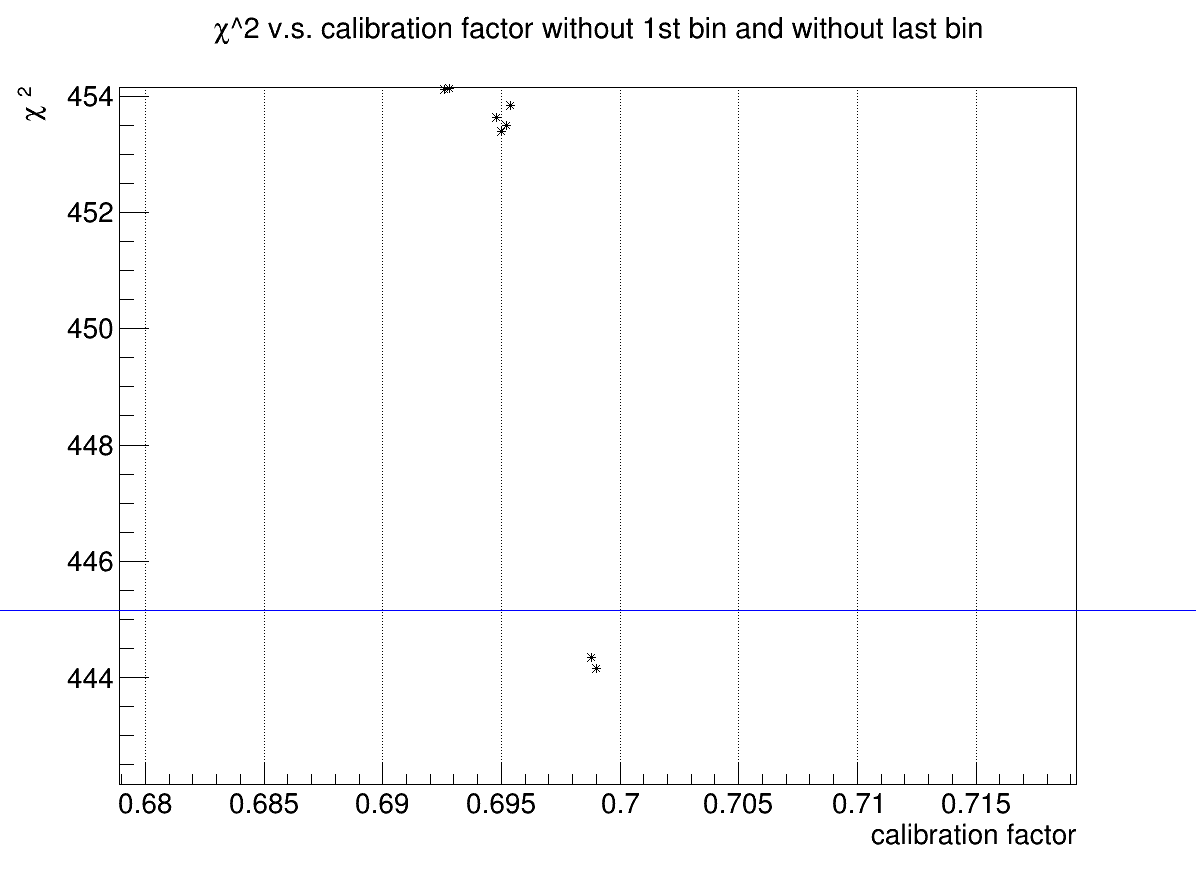 χ^2 v.s. calibration factor without 1st bin and without last bin
χ²
454
452
450
448
446
444
0.68 0.685 0.69 0.695 0.7 0.705 0.71 0.715
calibration factor